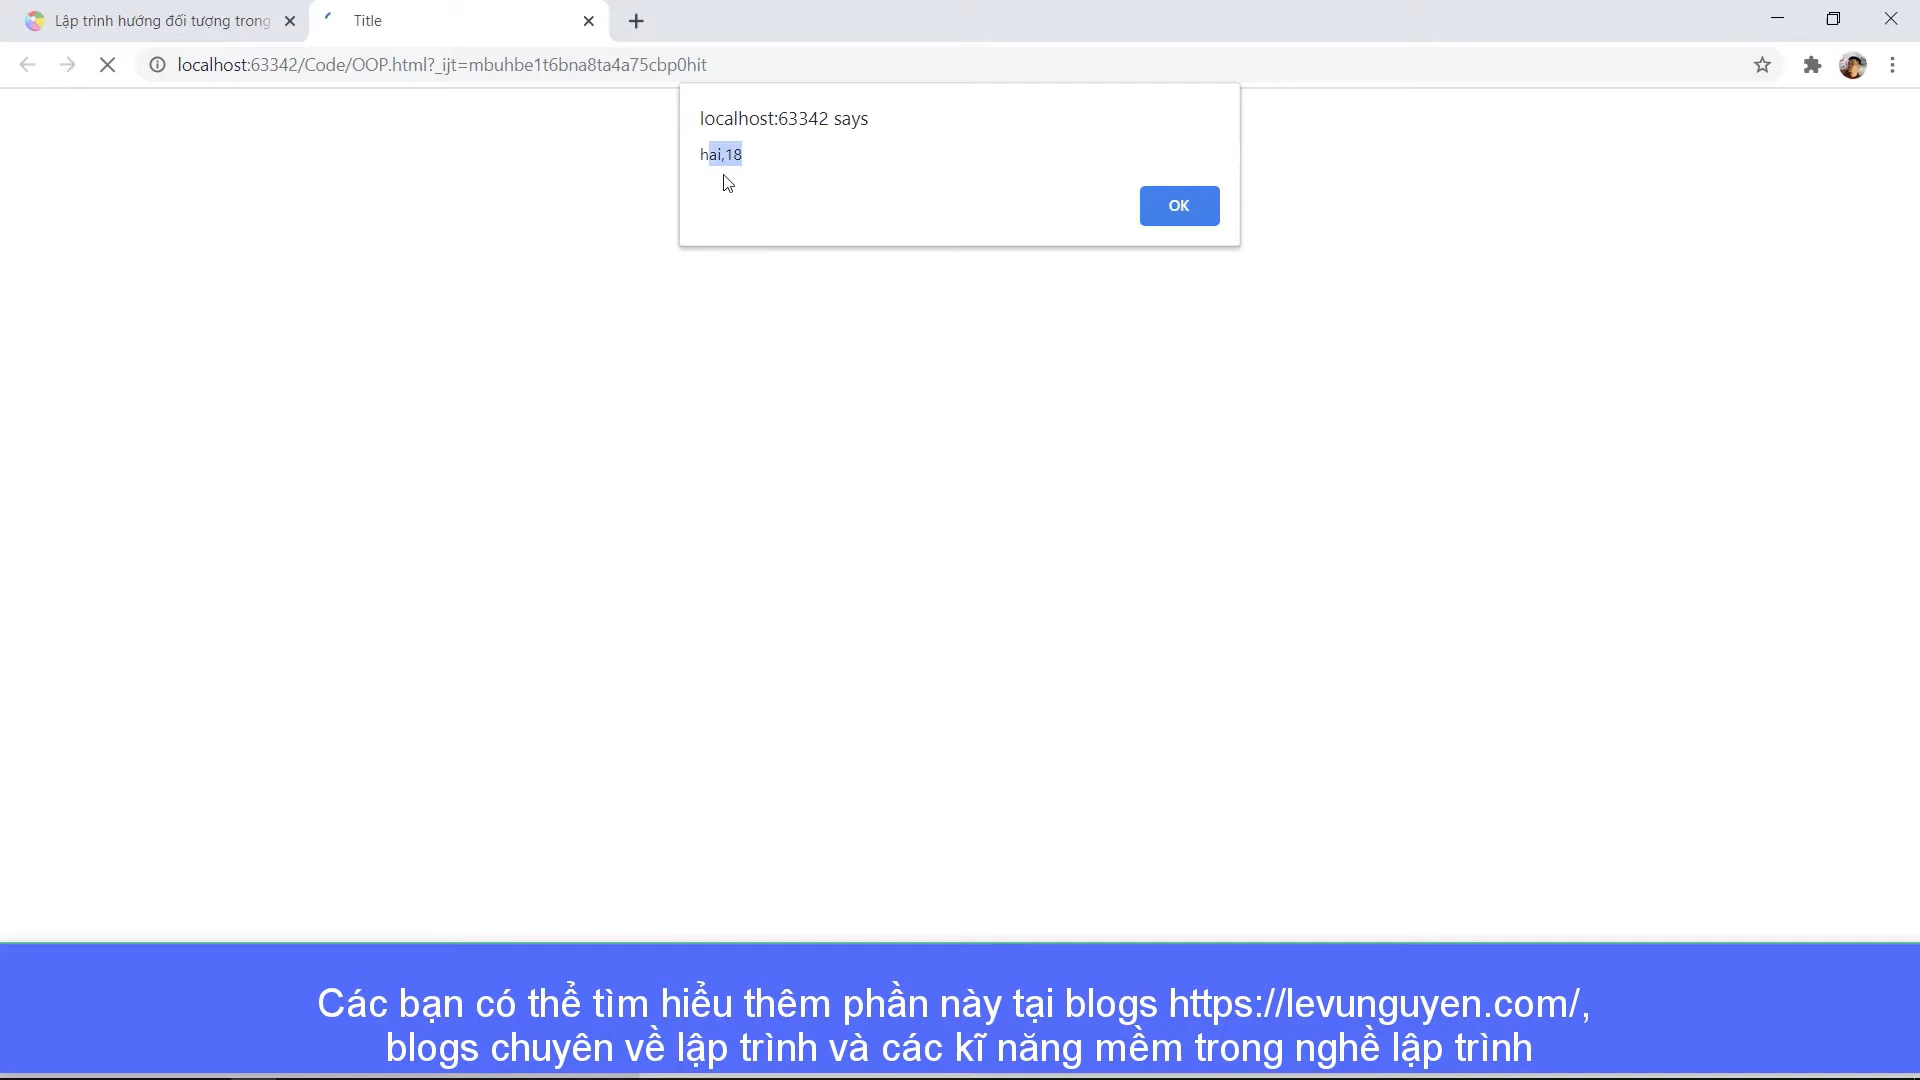 Lập trình hướng đối tượng trong
Title
localhost:63342/Code/OOP.html?_ijt=mbuhbe1t6bna8ta4a75cbp0hit
localhost:63342 says
hai,18
OK
Các bạn có thể tìm hiểu thêm phần này tại blogs https://levunguyen.com/,
blogs chuyên về lập trình và các kĩ năng mềm trong nghề lập trình